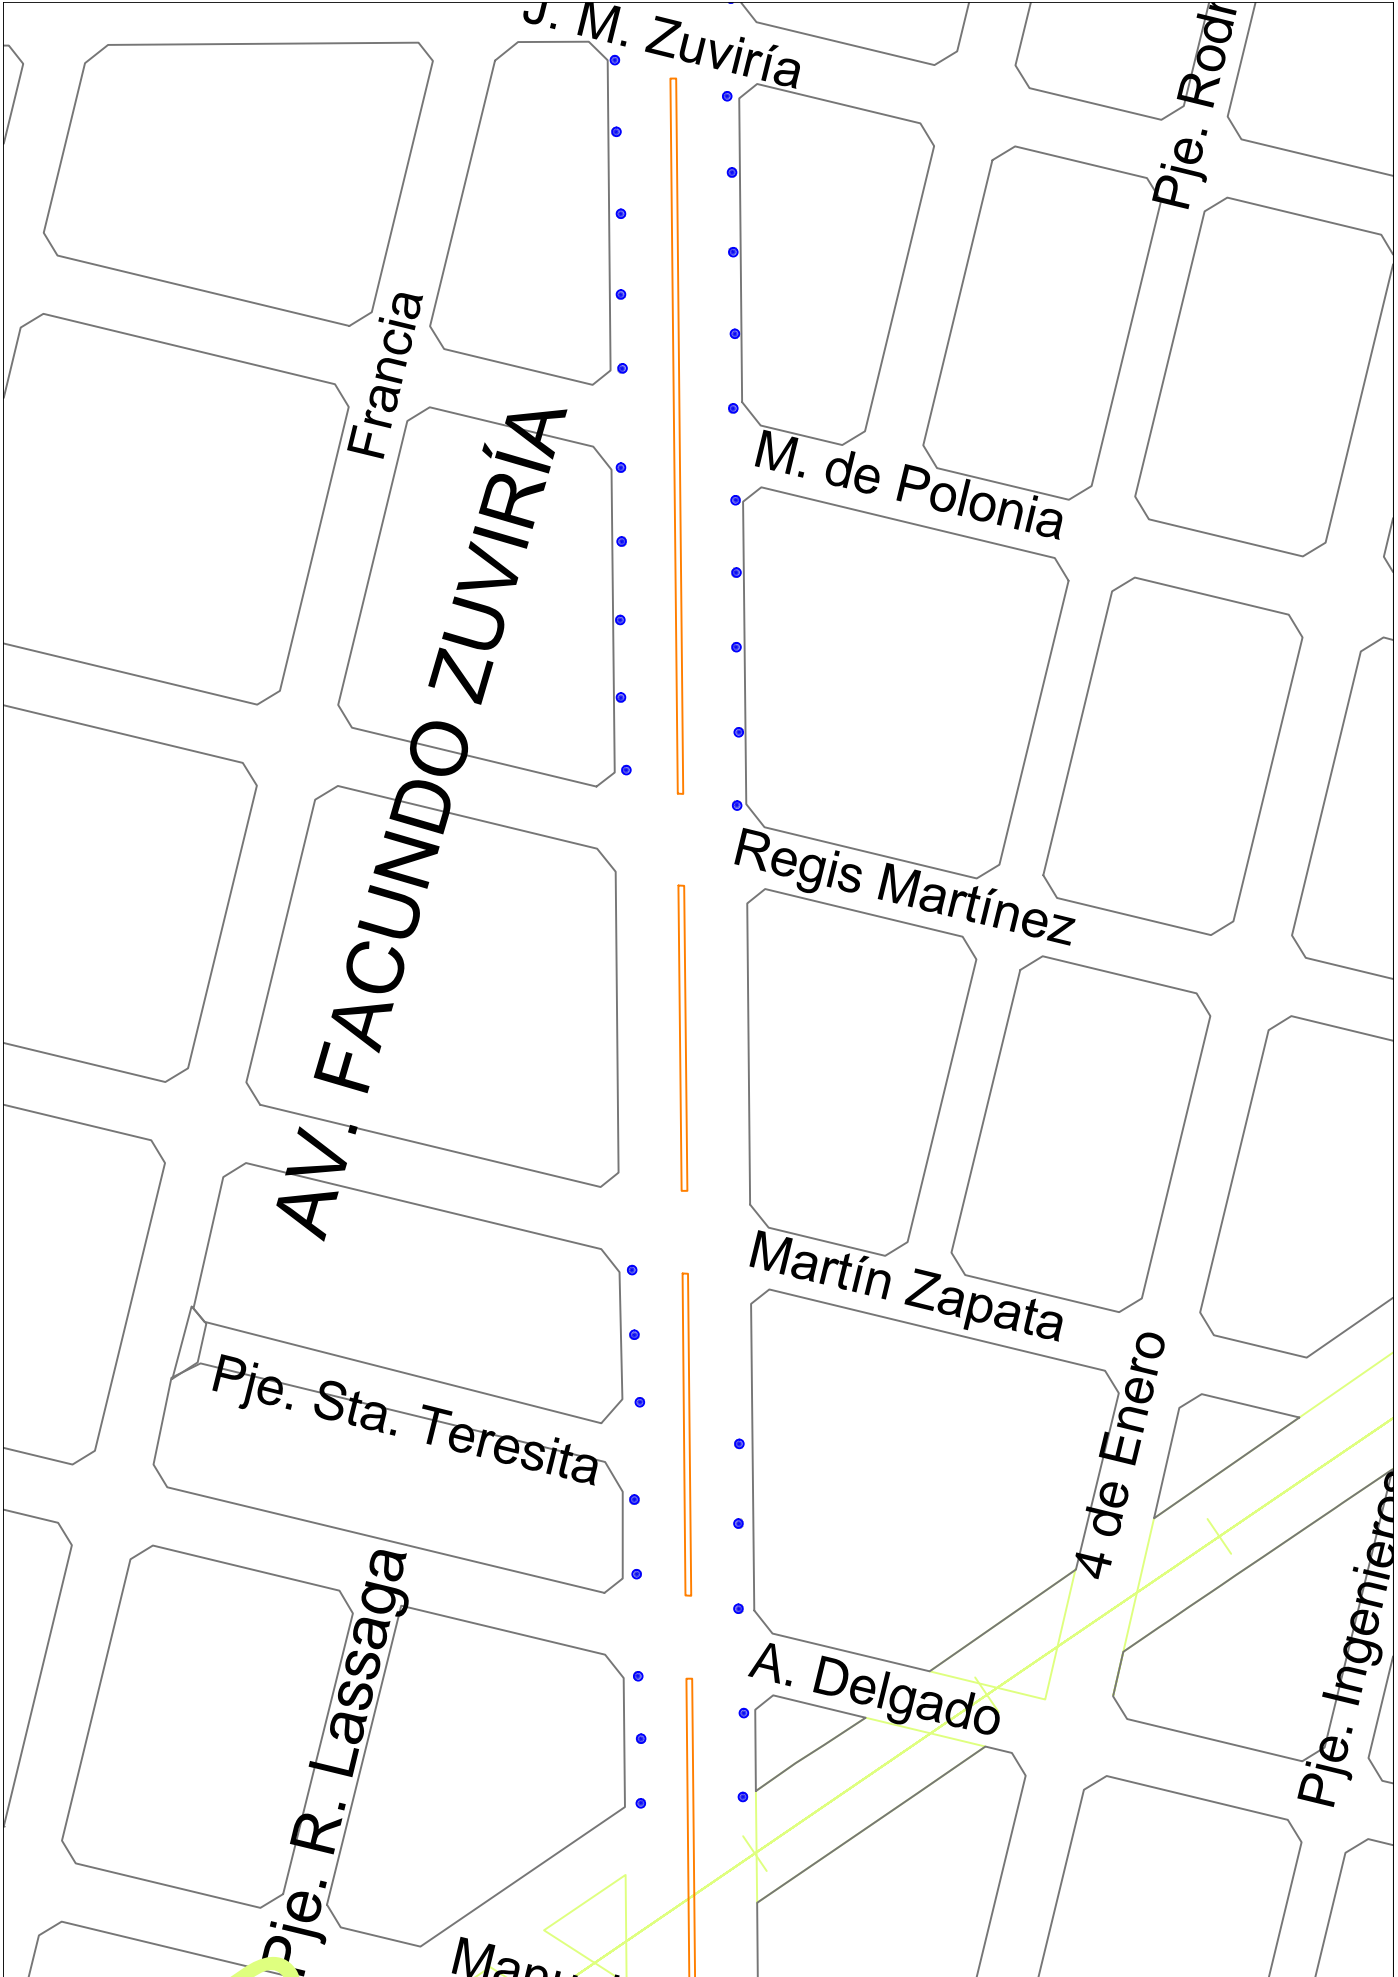 J. M. Zuviría
Pje.
Francia
M. de Polonia
AV. FACUNDO ZUVIRÍA
Regis Martínez
Martín Zapata
4 de Enero
Pje. Sta. Teresita
Pje. R. Lassaga
A. Delgado
Pje. Ingenieros